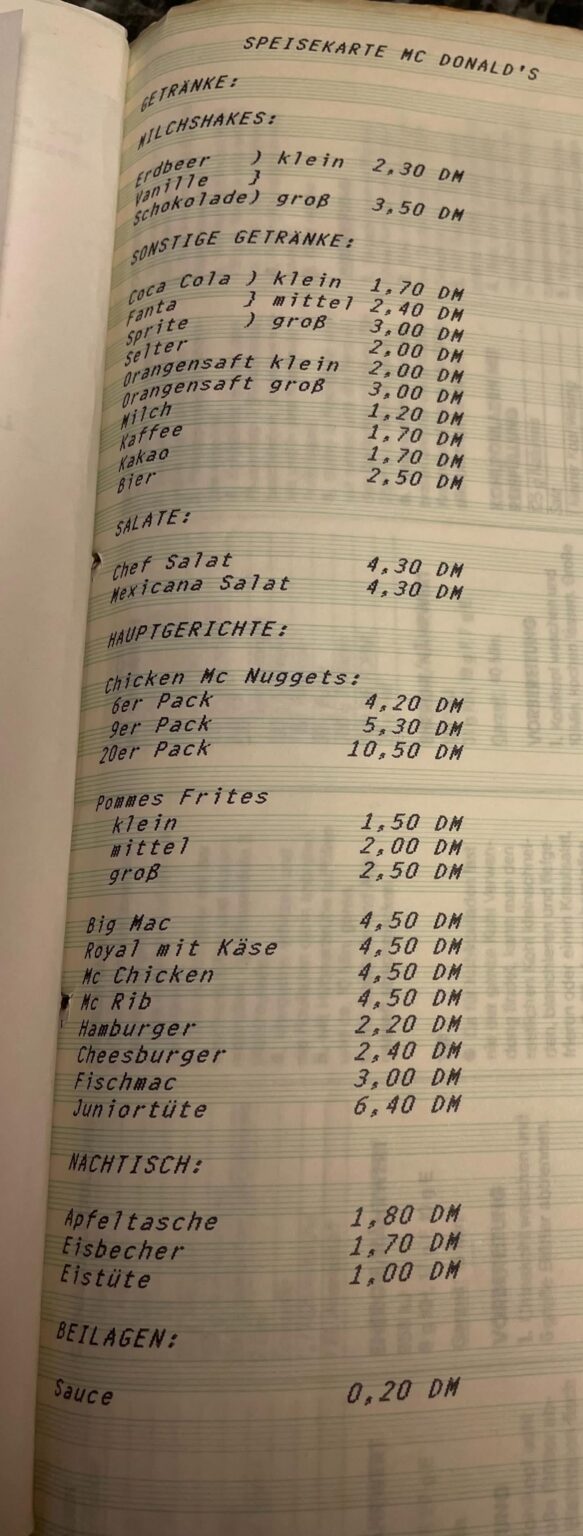 SPEISEKARTE MC DONALD'S
GETRÄNKE:
MILCHSHAKES:
Erdbeer ) klein 2,30 DM
Vanille }
Schokolade) groß 3,50 DM
SONSTIGE GETRÄNKE:
Coca Cola ) klein 1,70 DM
Fanta } mittel 2,40 DM
Sprite ) groß 3,00 DM
Selter 2,00 DM
Orangensaft klein 2,00 DM
Orangensaft groß 3,00 DM
Milch 1,20 DM
Kaffee 1,70 DM
Kakao 1,70 DM
Bier 2,50 DM
SALATE:
Chef Salat 4,30 DM
Mexicana Salat 4,30 DM
HAUPTGERICHTE:
Chicken Mc Nuggets:
6er Pack 4,20 DM
9er Pack 5,30 DM
20er Pack 10,50 DM
Pommes Frites
klein 1,50 DM
mittel 2,00 DM
groß 2,50 DM
Big Mac 4,50 DM
Royal mit Käse 4,50 DM
Mc Chicken 4,50 DM
Mc Rib 4,50 DM
Hamburger 2,20 DM
Cheesburger 2,40 DM
Fischmac 3,00 DM
Juniortüte 6,40 DM
NACHTISCH:
Apfeltasche 1,80 DM
Eisbecher 1,70 DM
Eistüte 1,00 DM
BEILAGEN:
Sauce 0,20 DM